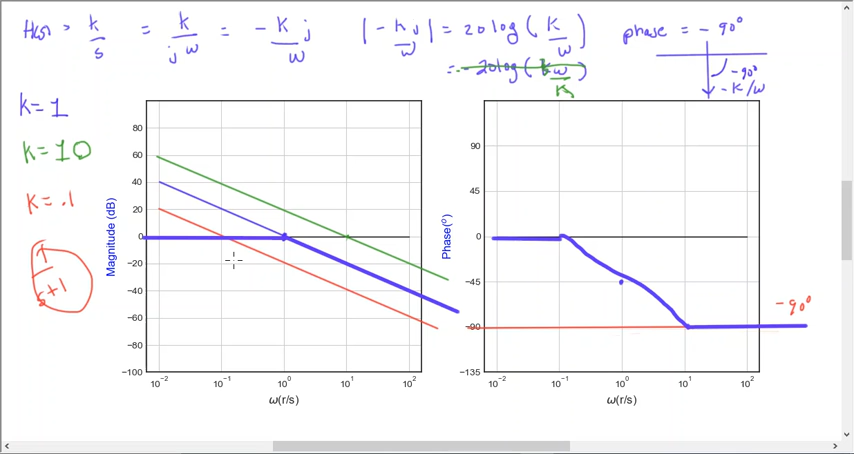 H(s) = k/s = k/jω = -K/ω j |-Kj/ω| = 20log(K/ω) phase = -90°
= -20log(ω/K) -90°
-K/ω
k=1
k=10
k=.1
1/s+1
80
60
40
20
0
−20
−40
−60
−80
−100
10⁻² 10⁻¹ 10⁰ 10¹ 10²
ω(r/s)
Magnitude (dB)
90
45
0
−45
−90
−135
10⁻² 10⁻¹ 10⁰ 10¹ 10²
ω(r/s)
Phase(°)
-90°